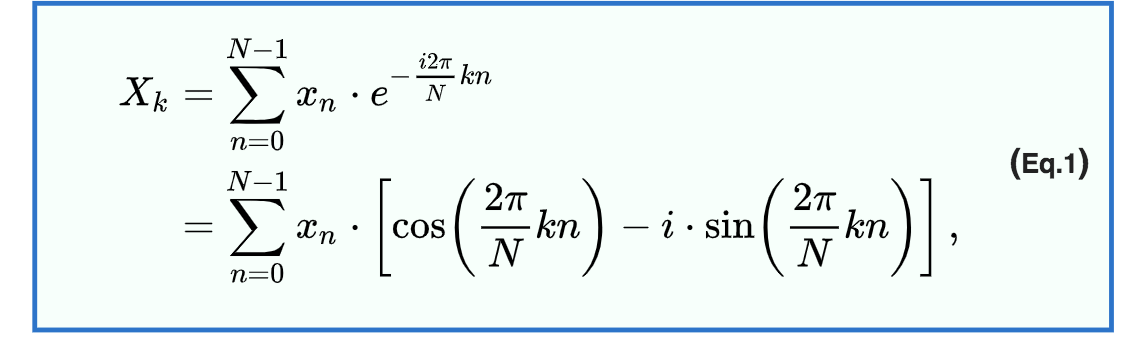 $X_k = \sum_{n=0}^{N-1} x_n \cdot e^{-\frac{i2\pi}{N}kn}$
$= \sum_{n=0}^{N-1} x_n \cdot \left[\cos\left(\frac{2\pi}{N}kn\right) - i \cdot \sin\left(\frac{2\pi}{N}kn\right)\right],$
(Eq.1)